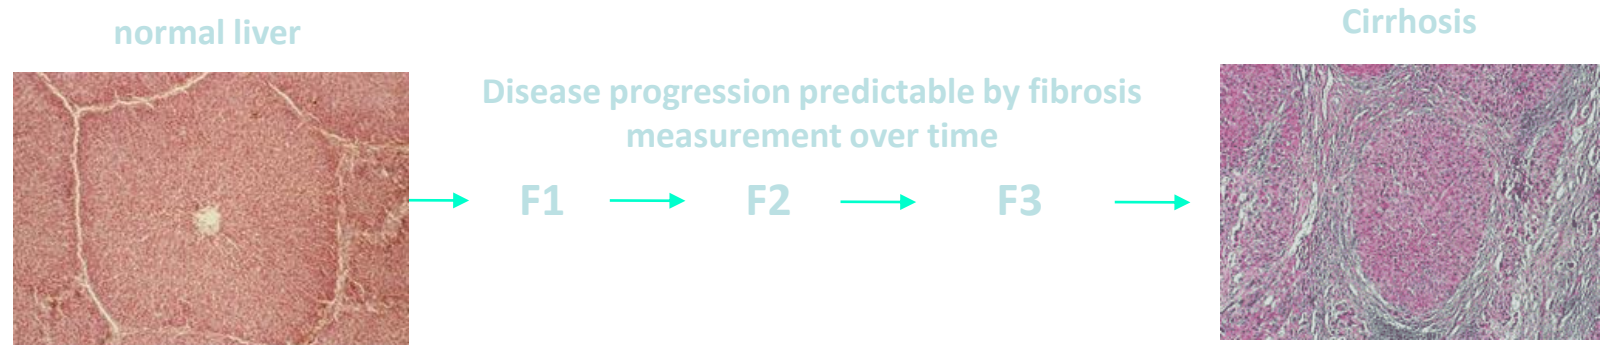 normal liver
Cirrhosis
Disease progression predictable by fibrosis
measurement over time
F1
F2
F3